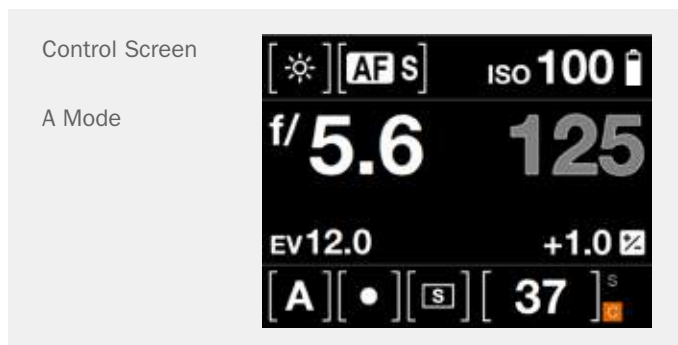 Control Screen
A Mode
AF S ISO 100
f/5.6 125
EV12.0 +1.0
A S 37 S
C